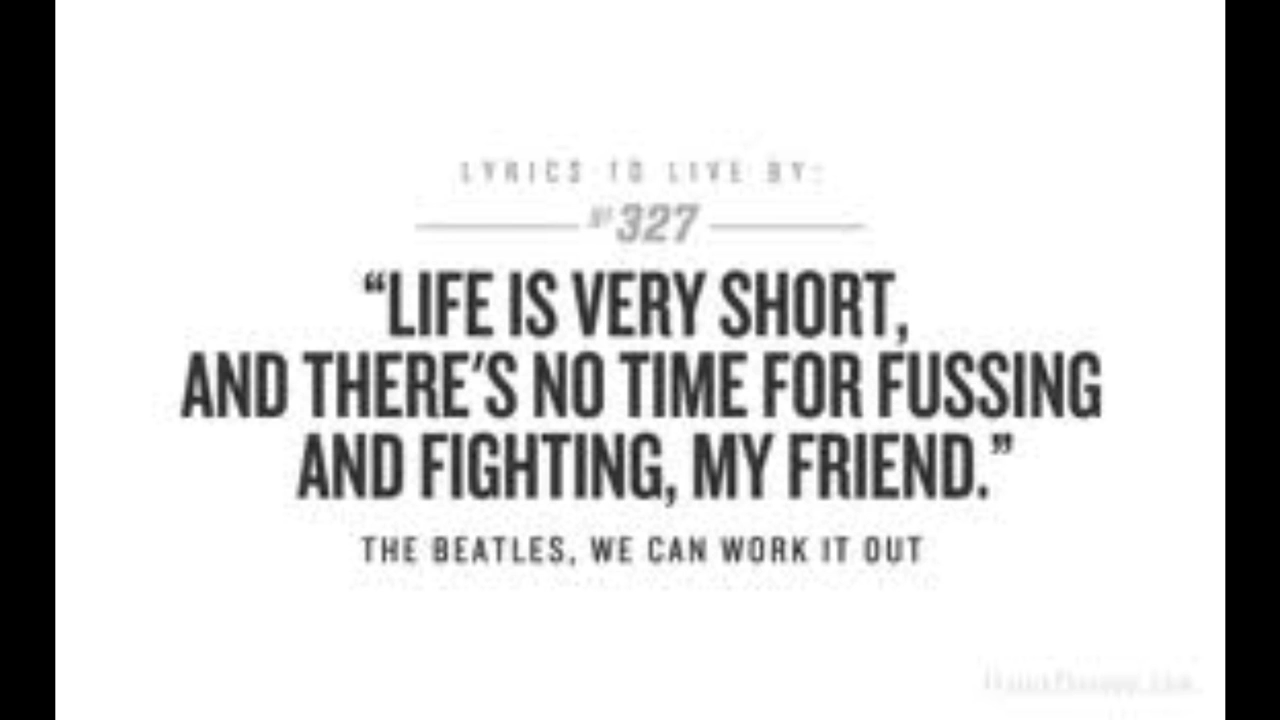 LYRICS TO LIVE BY:
Nº 327
“LIFE IS VERY SHORT,
AND THERE'S NO TIME FOR FUSSING
AND FIGHTING, MY FRIEND.”
THE BEATLES, WE CAN WORK IT OUT